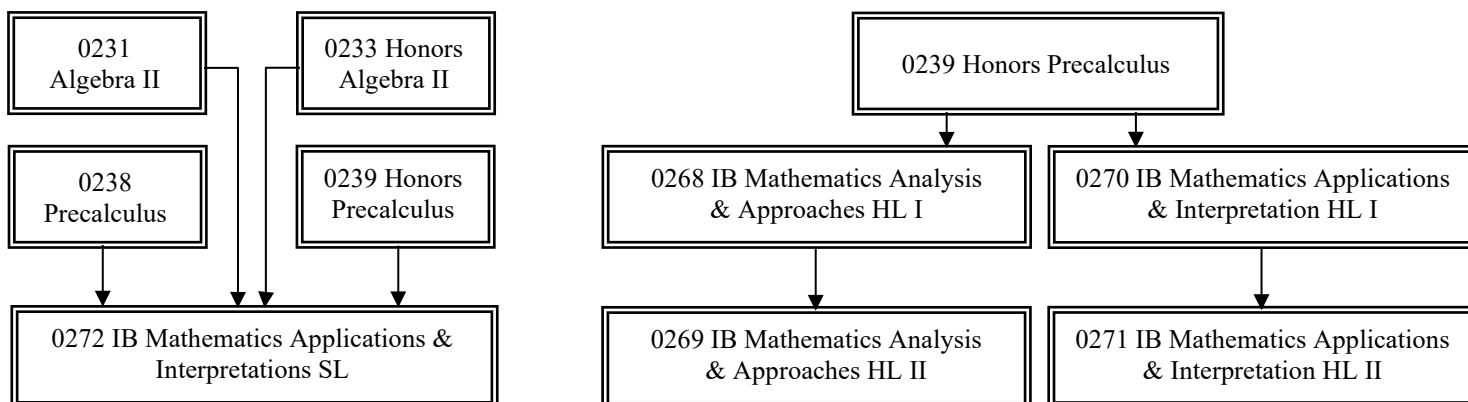 0231
Algebra II
0233 Honors
Algebra II
0238
Precalculus
0239 Honors
Precalculus
0272 IB Mathematics Applications &
Interpretations SL
0239 Honors Precalculus
0268 IB Mathematics Analysis
& Approaches HL I
0270 IB Mathematics Applications
& Interpretation HL I
0269 IB Mathematics Analysis
& Approaches HL II
0271 IB Mathematics Applications
& Interpretation HL II